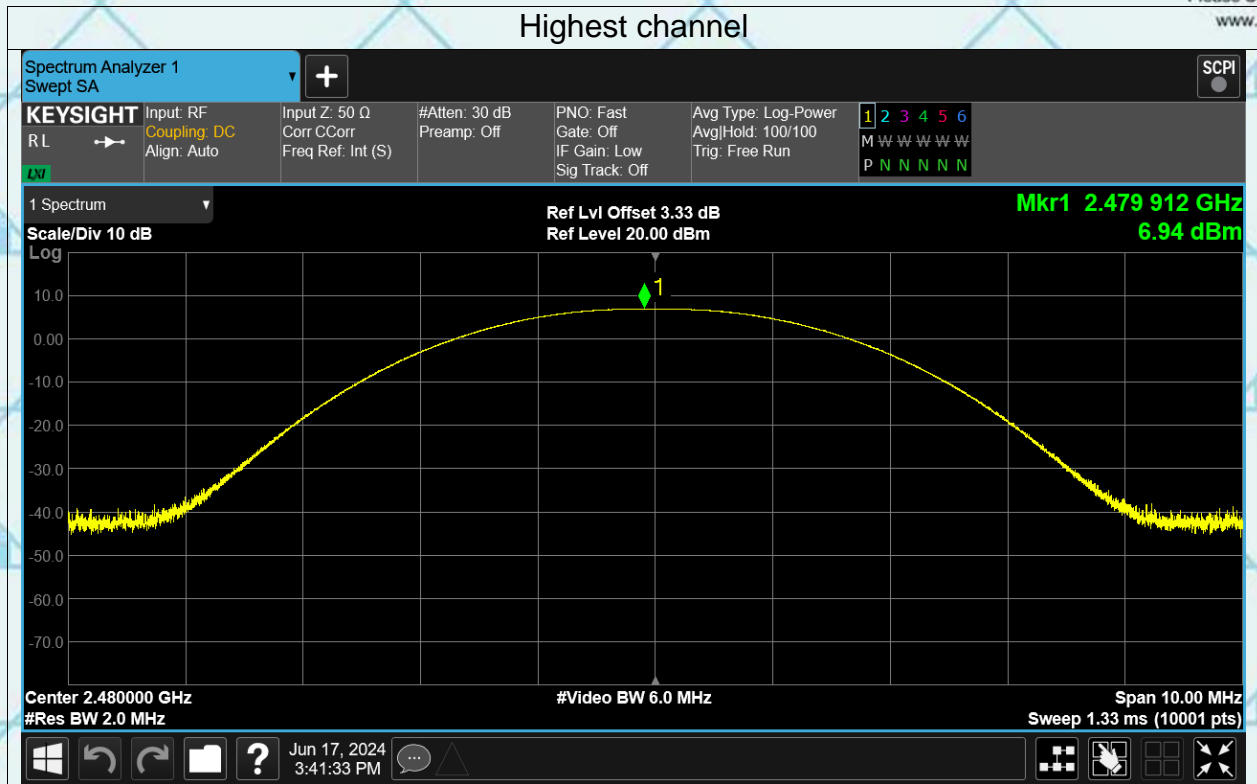 www.
Highest channel
Spectrum Analyzer 1
Swept SA
SCPI
KEYSIGHT
R L
LXI
Input: RF
Coupling: DC
Align: Auto
Input Z: 50 Ω
Corr CCorr
Freq Ref: Int (S)
#Atten: 30 dB
Preamp: Off
PNO: Fast
Gate: Off
IF Gain: Low
Sig Track: Off
Avg Type: Log-Power
Avg|Hold: 100/100
Trig: Free Run
1 2 3 4 5 6
M W W W W W
P N N N N N
1 Spectrum
Scale/Div 10 dB
Ref Lvl Offset 3.33 dB
Ref Level 20.00 dBm
Mkr1 2.479 912 GHz
6.94 dBm
Log
1
10.0
0.00
-10.0
-20.0
-30.0
-40.0
-50.0
-60.0
-70.0
Center 2.480000 GHz
#Res BW 2.0 MHz
#Video BW 6.0 MHz
Span 10.00 MHz
Sweep 1.33 ms (10001 pts)
?
Jun 17, 2024
3:41:33 PM